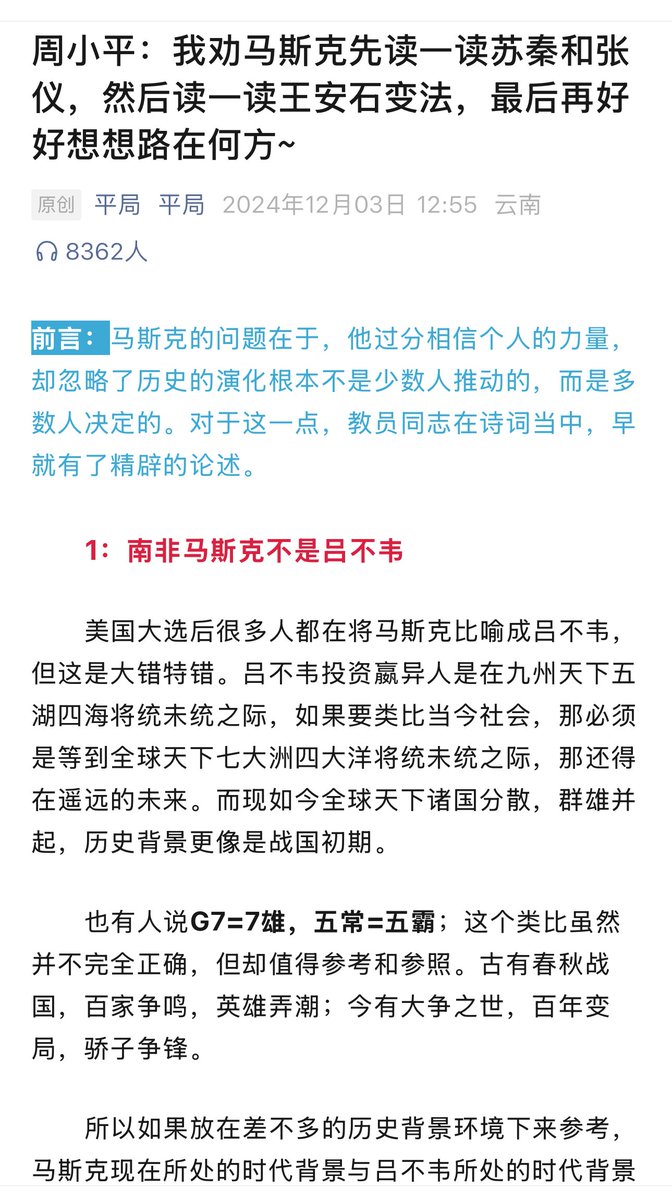 周小平：我劝马斯克先读一读苏秦和张
仪，然后读一读王安石变法，最后再好
好想想路在何方~
原创 平局 平局 2024年12月03日 12:55 云南
8362人
前言：马斯克的问题在于，他过分相信个人的力量，
却忽略了历史的演化根本不是少数人推动的，而是多
数人决定的。对于这一点，教员同志在诗词当中，早
就有了精辟的论述。
1：南非马斯克不是吕不韦
美国大选后很多人都在将马斯克比喻成吕不韦，
但这是大错特错。吕不韦投资嬴异人是在九州天下五
湖四海将统未统之际，如果要类比当今社会，那必须
是等到全球天下七大洲四大洋将统未统之际，那还得
在遥远的未来。而现如今全球天下诸国分散，群雄并
起，历史背景更像是战国初期。
也有人说G7=7雄，五常=五霸；这个类比虽然
并不完全正确，但却值得参考和参照。古有春秋战
国，百家争鸣，英雄弄潮；今有大争之世，百年变
局，骄子争锋。
所以如果放在差不多的历史背景环境下来参考，
马斯克现在所处的时代背景与吕不韦所处的时代背景